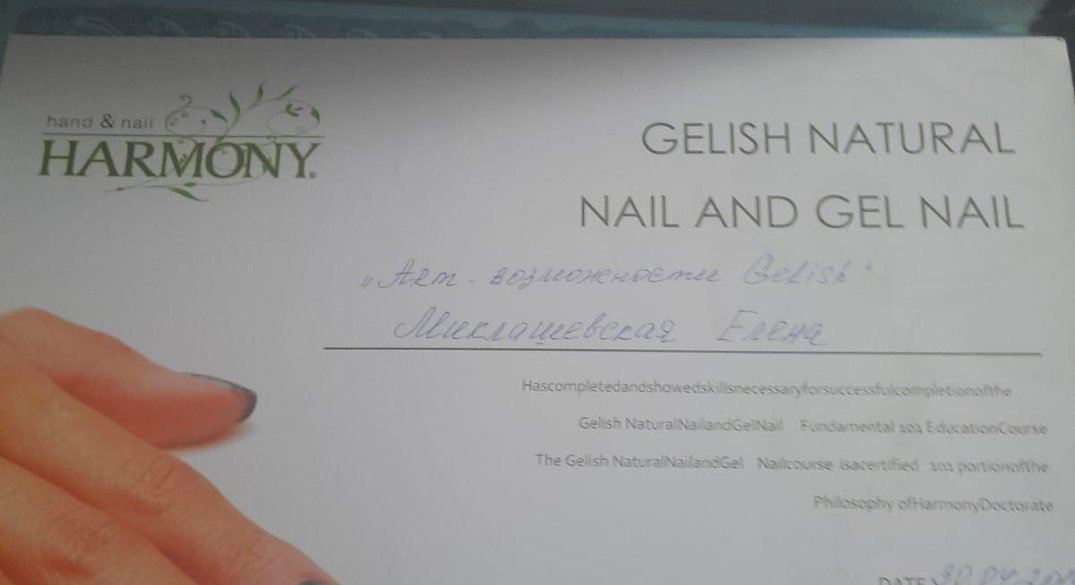 hand & nail
HARMONY®
GELISH NATURAL
NAIL AND GEL NAIL
„Арт. возможности Gelish"
Миклашевская Елена
Hascompletedandshowedskillsnecessaryforsuccessfulcompletionofthe
Gelish NaturalNailandGelNail Fundamental 101 EducationCourse
The Gelish NaturalNailandGel Nailcourse isacertified 101 portionofthe
Philosophy ofHarmonyDoctorate
DATE